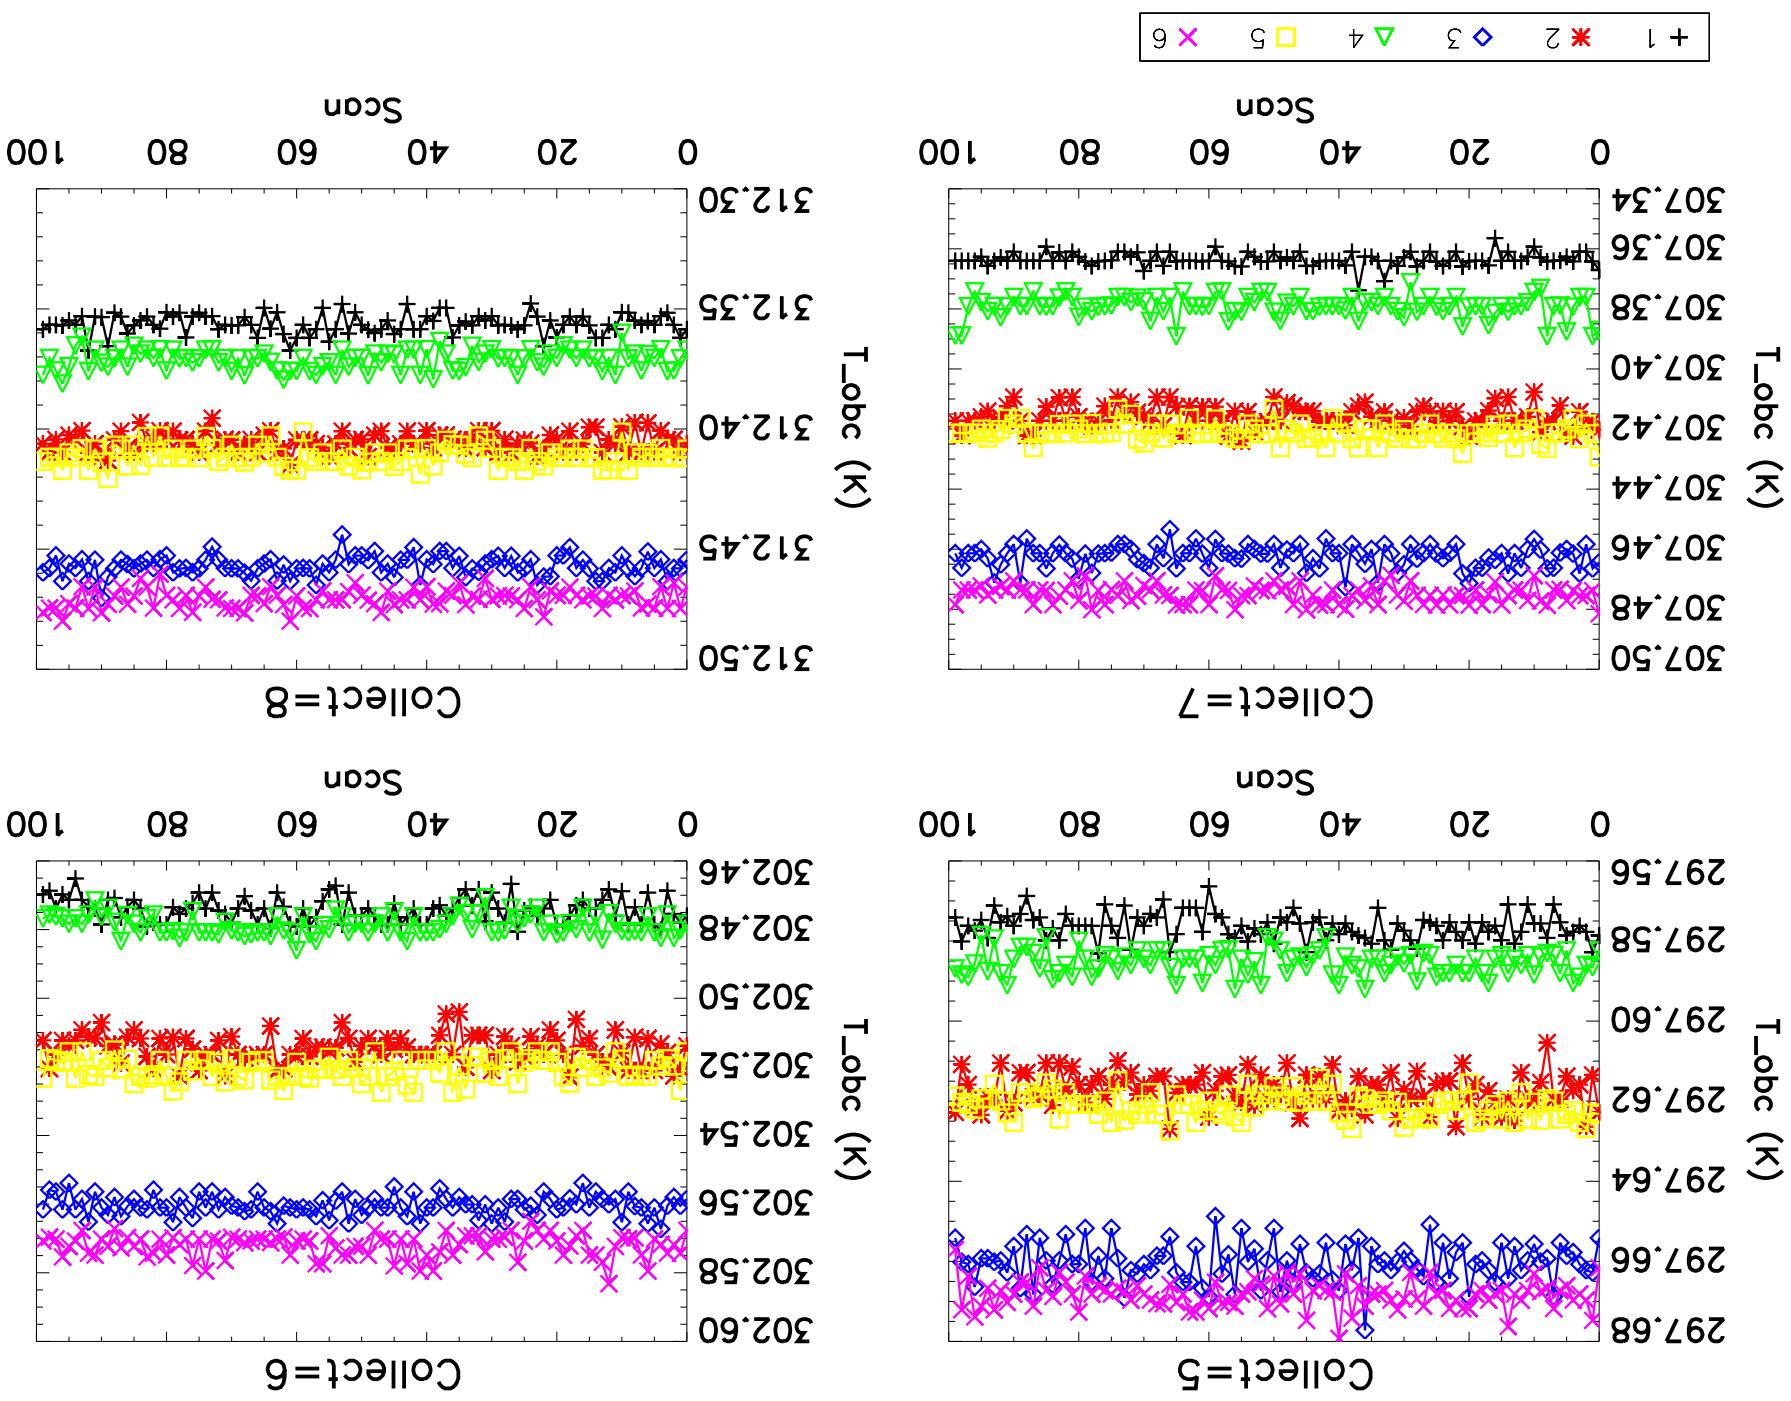 Collect=5
297.68
297.66
297.64
297.62
297.60
297.58
297.56
T_obc (K)
0 20 40 60 80 100
Scan
Collect=6
302.60
302.58
302.56
302.54
302.52
302.50
302.48
302.46
T_obc (K)
0 20 40 60 80 100
Scan
Collect=7
307.50
307.48
307.46
307.44
307.42
307.40
307.38
307.36
307.34
T_obc (K)
0 20 40 60 80 100
Scan
Collect=8
312.50
312.45
312.40
312.35
312.30
T_obc (K)
0 20 40 60 80 100
Scan
1 2 3 4 5 6